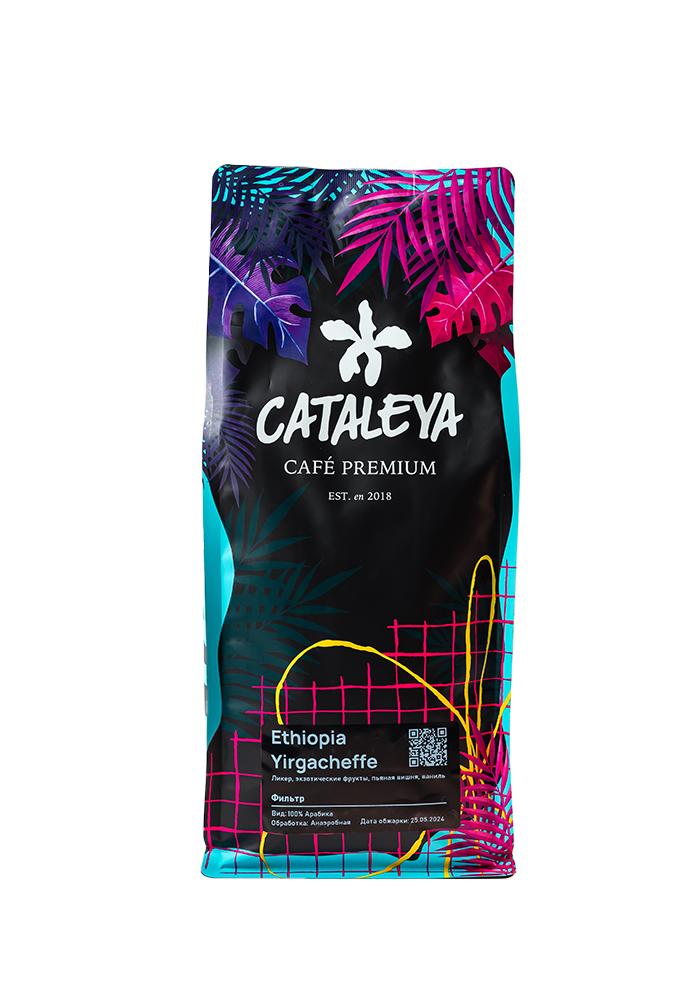 CATALEYA
CAFÉ PREMIUM
EST. en 2018
Ethiopia
Yirgacheffe
Ликер, экзотические фрукты, пьяная вишня, ваниль
Фильтр
Вид: 100% Арабика
Обработка: Анаэробная Дата обжарки: 25.05.2024